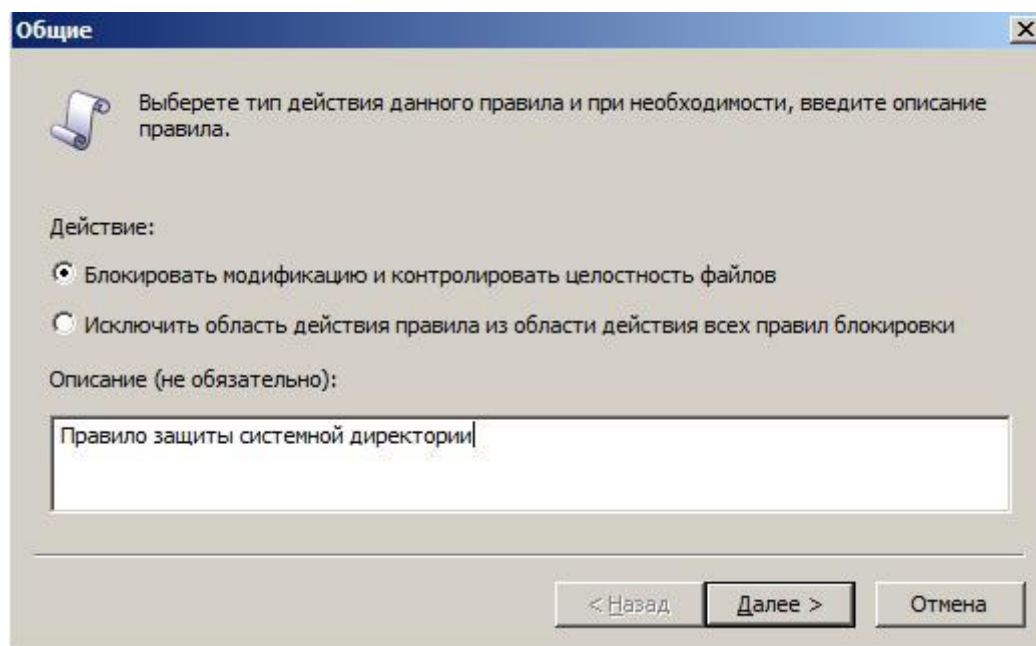 Общие
Выберете тип действия данного правила и при необходимости, введите описание
правила.
Действие:
Блокировать модификацию и контролировать целостность файлов
Исключить область действия правила из области действия всех правил блокировки
Описание (не обязательно):
Правило защиты системной директории
< Назад
Далее >
Отмена